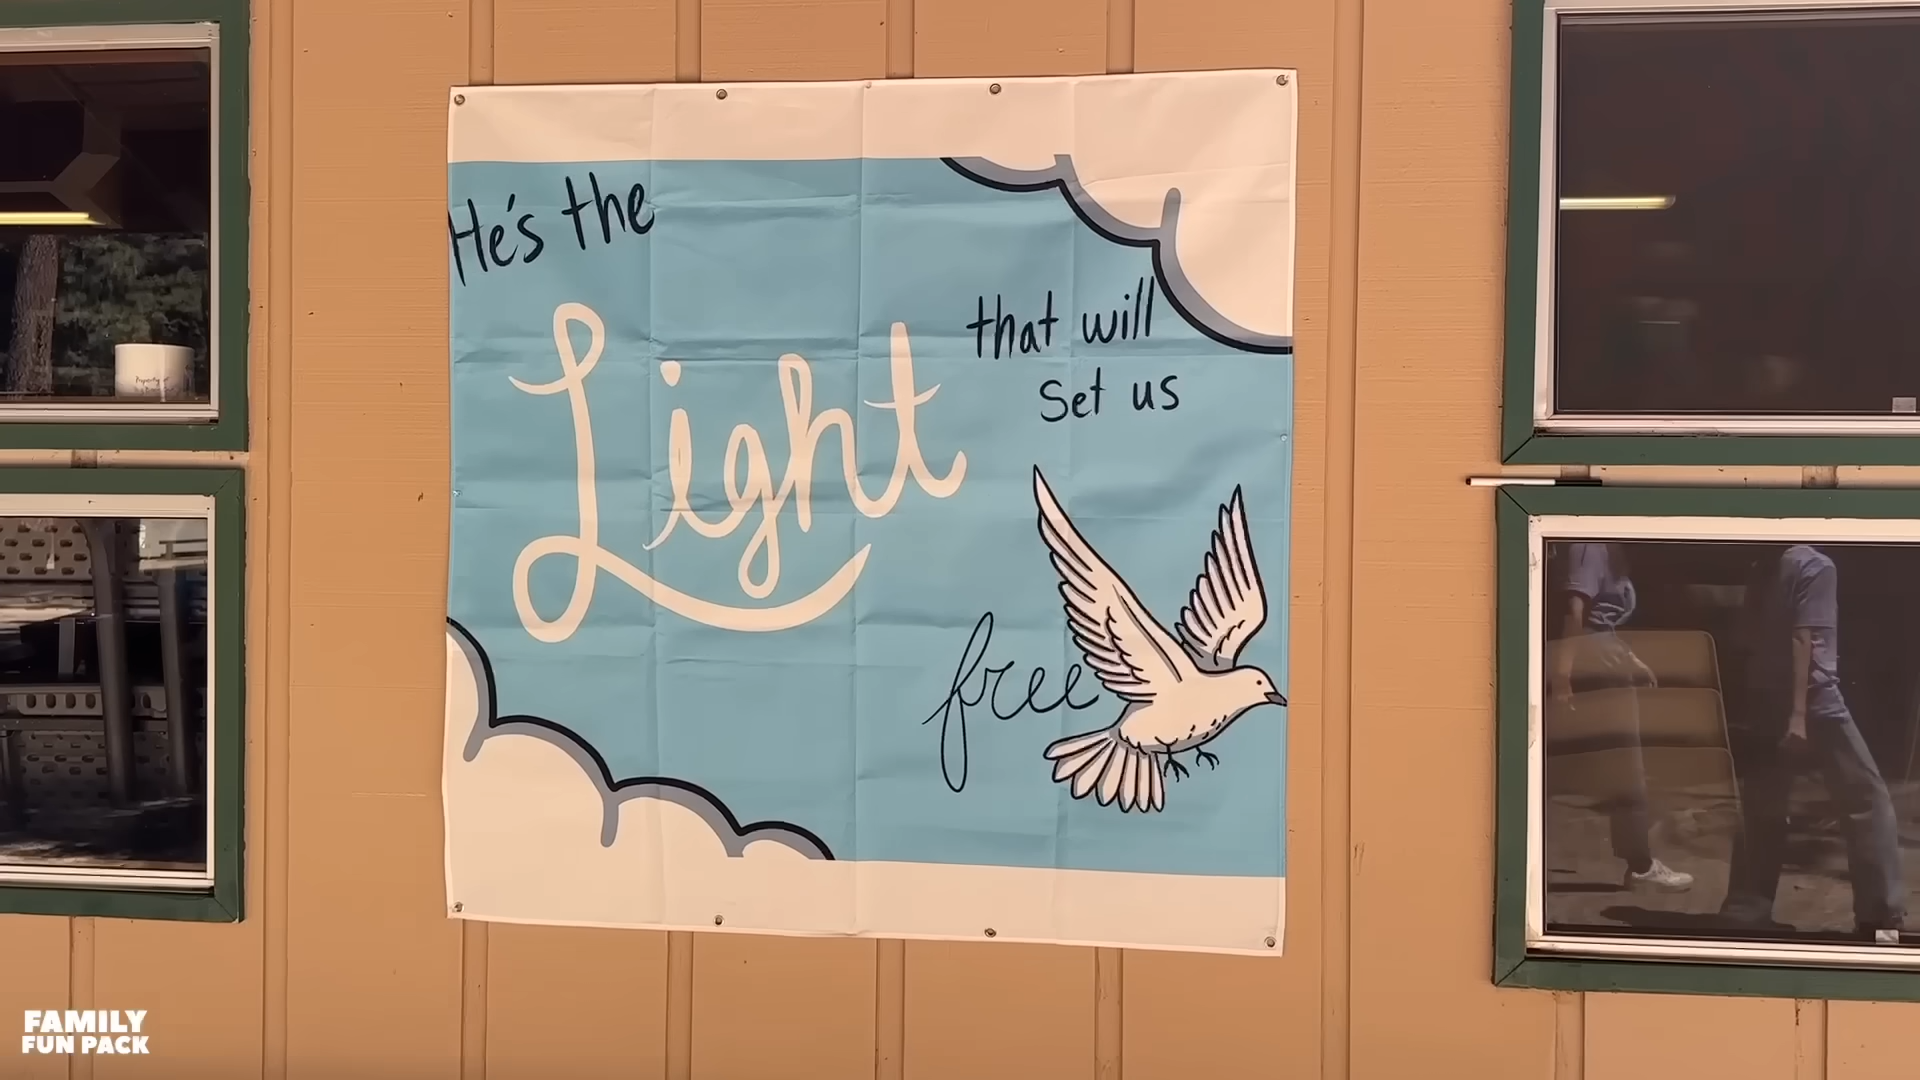 He's the
Light
that will
set us
free
FAMILY
FUN PACK